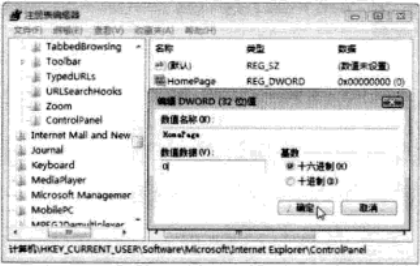 注册表编辑器
文件(F) 编辑(E) 查看(V) 收藏夹(A) 帮助(H)
TabbedBrowsing
Toolbar
TypedURLs
URLSearchHooks
Zoom
ControlPanel
Internet Mail and New
Journal
Keyboard
MediaPlayer
Microsoft Managemer
MobilePC
MPEG2Demultiplexer
名称 类型 数据
(默认) REG_SZ (数值未设置)
HomePage REG_DWORD 0x00000000 (0)
编辑 DWORD (32 位)值
数值名称(N):
HomePage
数值数据(V):
0
基数
十六进制(H)
十进制(D)
确定 取消
计算机\HKEY_CURRENT_USER\Software\Microsoft\Internet Explorer\ControlPanel